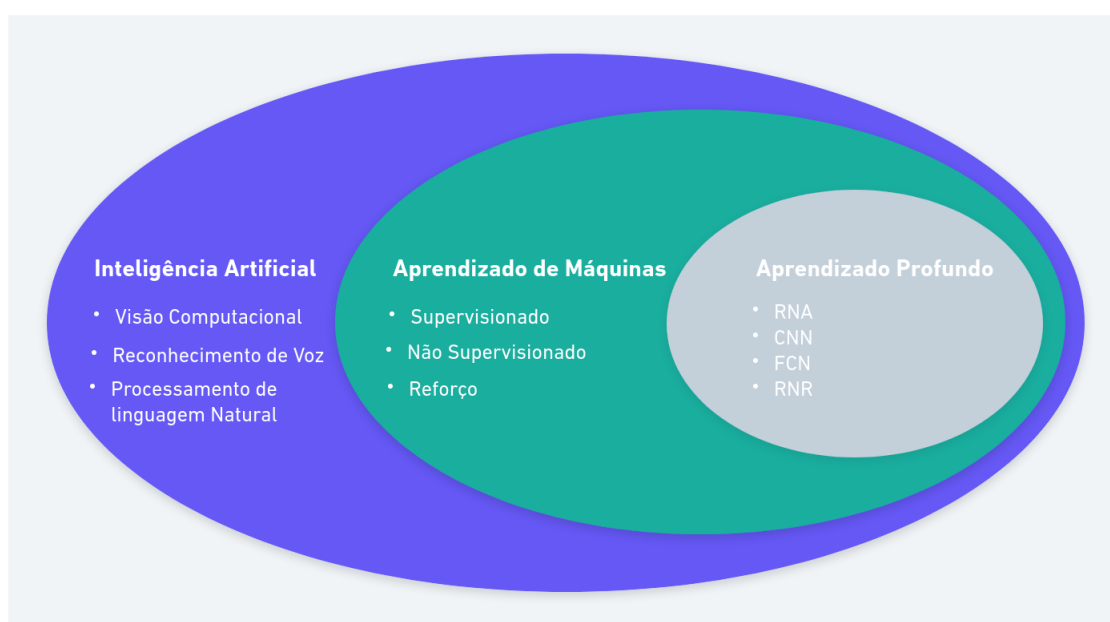 Inteligência Artificial
• Visão Computacional
• Reconhecimento de Voz
• Processamento de
linguagem Natural
Aprendizado de Máquinas
• Supervisionado
• Não Supervisionado
• Reforço
Aprendizado Profundo
• RNA
• CNN
• FCN
• RNR